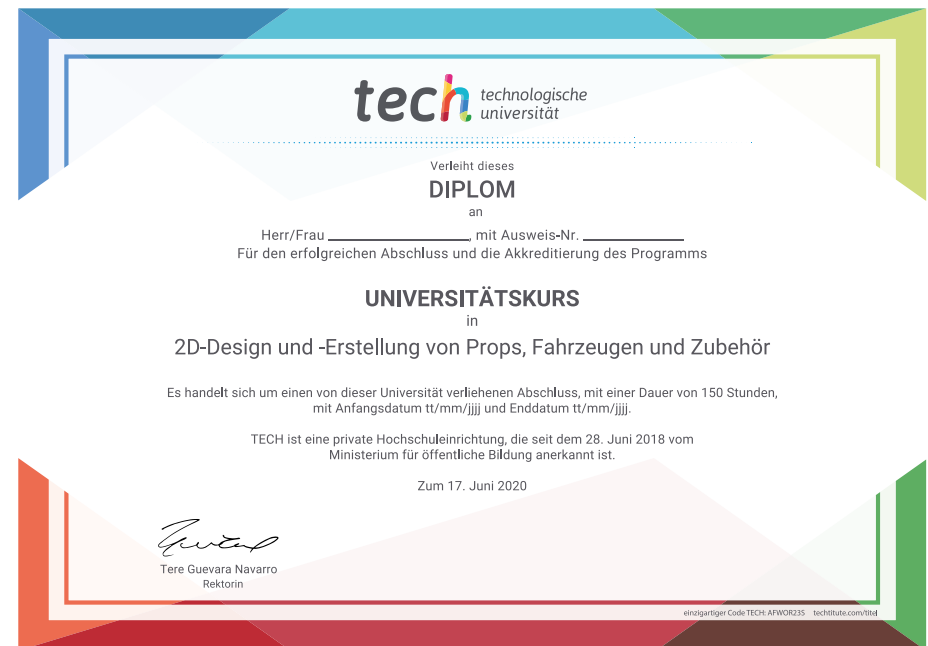 tech technologische
universität
Verleiht dieses
DIPLOM
an
Herr/Frau ____________, mit Ausweis-Nr. ____________
Für den erfolgreichen Abschluss und die Akkreditierung des Programms
UNIVERSITÄTSKURS
in
2D-Design und -Erstellung von Props, Fahrzeugen und Zubehör
Es handelt sich um einen von dieser Universität verliehenen Abschluss, mit einer Dauer von 150 Stunden,
mit Anfangsdatum tt/mm/jjjj und Enddatum tt/mm/jjjj.
TECH ist eine private Hochschuleinrichtung, die seit dem 28. Juni 2018 vom
Ministerium für öffentliche Bildung anerkannt ist.
Zum 17. Juni 2020
Tere Guevara Navarro
Rektorin
einzigartiger Code TECH: AFWOR23S techtitute.com/titel